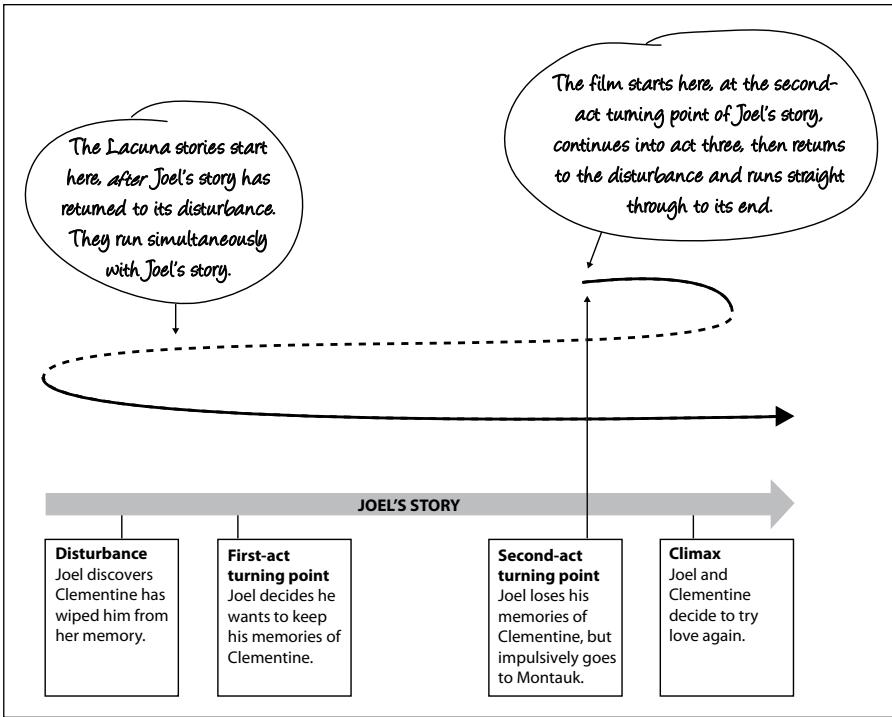 The Lacuna stories start
here, after Joel's story has
returned to its disturbance.
They run simultaneously
with Joel's story.
The film starts here, at the second-
act turning point of Joel's story,
continues into act three, then returns
to the disturbance and runs straight
through to its end.
JOEL'S STORY
Disturbance
Joel discovers
Clementine has
wiped him from
her memory.
First-act
turning point
Joel decides he
wants to keep
his memories of
Clementine.
Second-act
turning point
Joel loses his
memories of
Clementine, but
impulsively goes
to Montauk.
Climax
Joel and
Clementine
decide to try
love again.